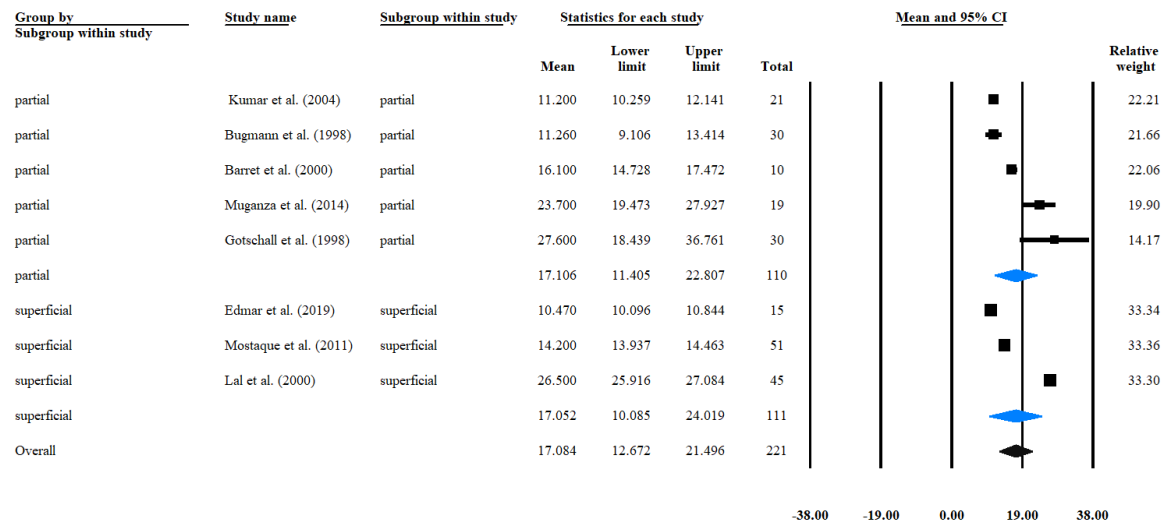 Group by Study name Subgroup within study Statistics for each study Mean and 95% CI
Subgroup within study
Lower Upper Relative
Mean limit limit Total weight
partial Kumar et al. (2004) partial 11.200 10.259 12.141 21 22.21
partial Bugmann et al. (1998) partial 11.260 9.106 13.414 30 21.66
partial Barret et al. (2000) partial 16.100 14.728 17.472 10 22.06
partial Muganza et al. (2014) partial 23.700 19.473 27.927 19 19.90
partial Gotschall et al. (1998) partial 27.600 18.439 36.761 30 14.17
partial 17.106 11.405 22.807 110
superficial Edmar et al. (2019) superficial 10.470 10.096 10.844 15 33.34
superficial Mostaque et al. (2011) superficial 14.200 13.937 14.463 51 33.36
superficial Lal et al. (2000) superficial 26.500 25.916 27.084 45 33.30
superficial 17.052 10.085 24.019 111
Overall 17.084 12.672 21.496 221
-38.00 -19.00 0.00 19.00 38.00